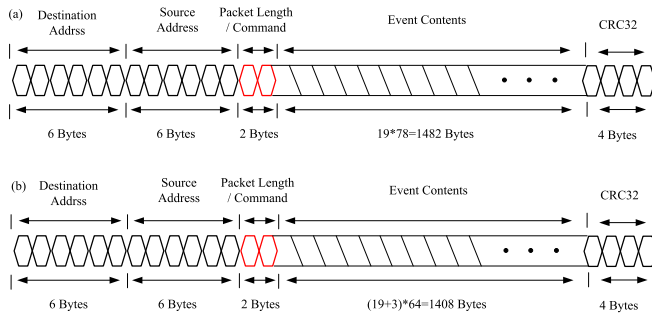 (a)
Destination Addrss
Source Address
Packet Length / Command
Event Contents
CRC32
6 Bytes
6 Bytes
2 Bytes
19*78=1482 Bytes
4 Bytes
(b)
Destination Addrss
Source Address
Packet Length / Command
Event Contents
CRC32
6 Bytes
6 Bytes
2 Bytes
(19+3)*64=1408 Bytes
4 Bytes